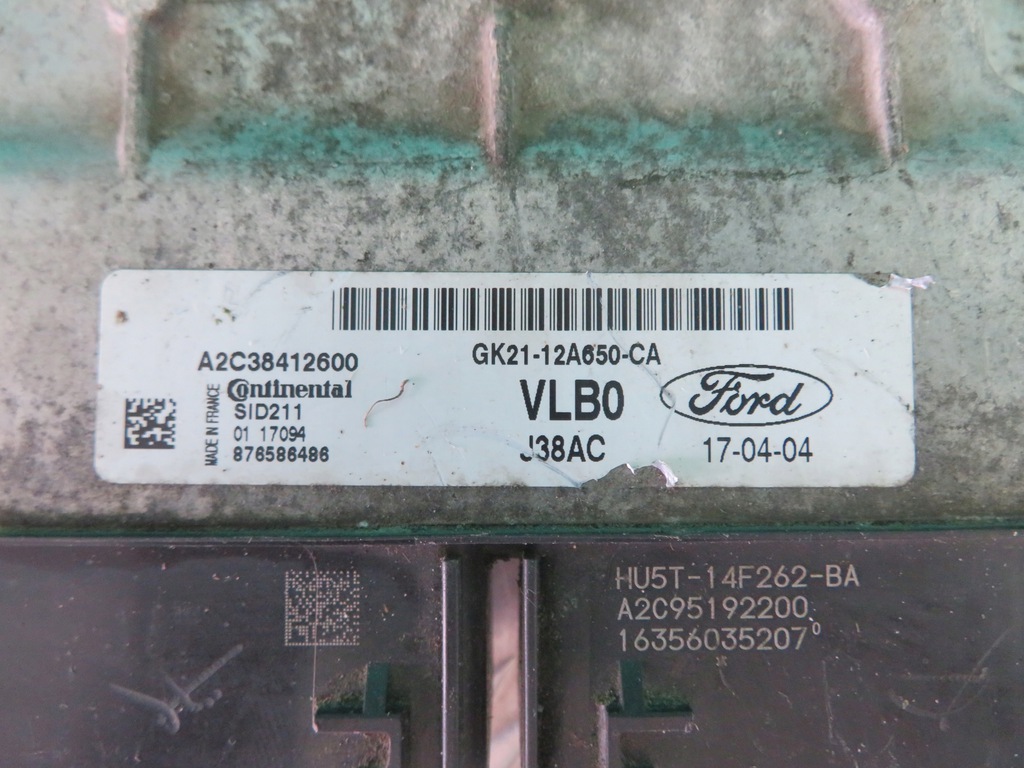 A2C38412600
Continental
MADE IN FRANCE
SID211
01 17094
876586486
GK21-12A650-CA
VLB0
Ford
J38AC
17-04-04
HU5T-14F262-BA
A2C95192200
16356035207 0